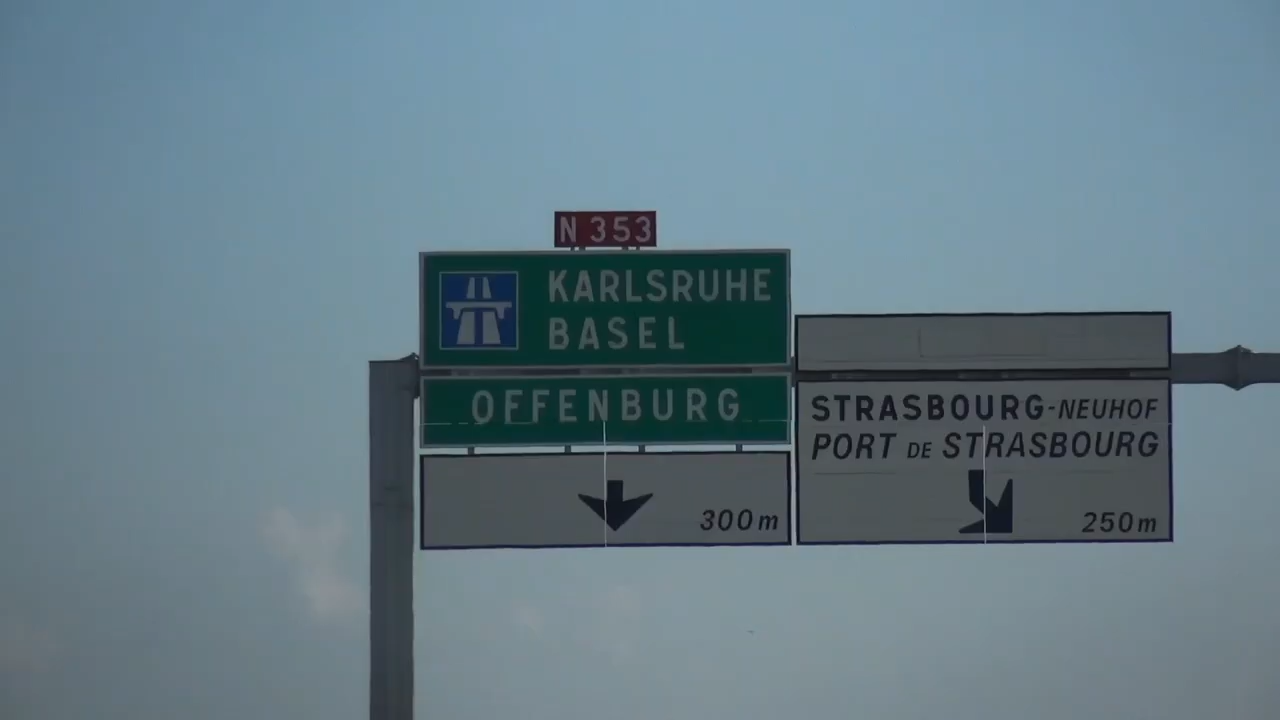 N 353
KARLSRUHE
BASEL
OFFENBURG
300m
STRASBOURG-NEUHOF
PORT DE STRASBOURG
250m